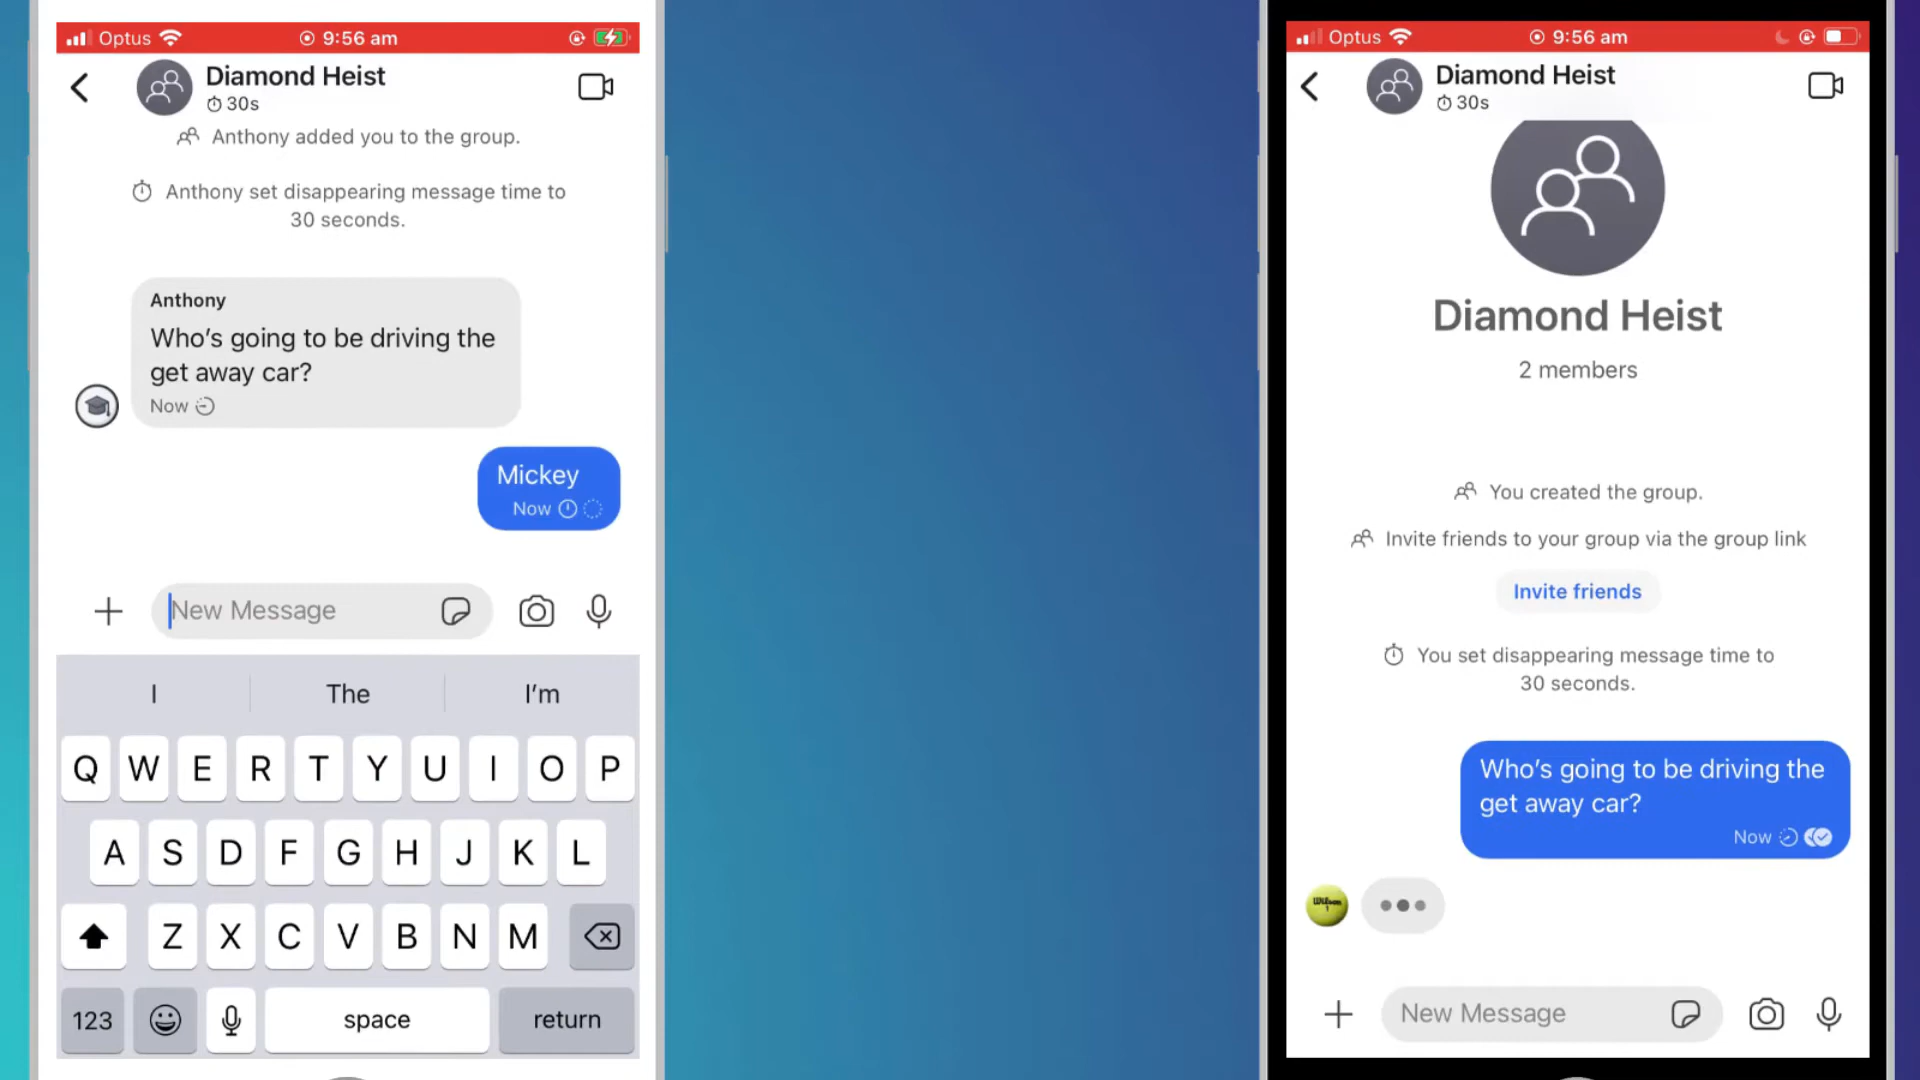 Optus
9:56 am
Diamond Heist
30s
Anthony added you to the group.
Anthony set disappearing message time to
30 seconds.
Anthony
Who's going to be driving the
get away car?
Now
Mickey
Now
New Message
I The I'm
Q W E R T Y U I O P
A S D F G H J K L
Z X C V B N M
123 space return
Optus
9:56 am
Diamond Heist
30s
Diamond Heist
2 members
You created the group.
Invite friends to your group via the group link
Invite friends
You set disappearing message time to
30 seconds.
Who's going to be driving the
get away car?
Now
Wilson
1
New Message